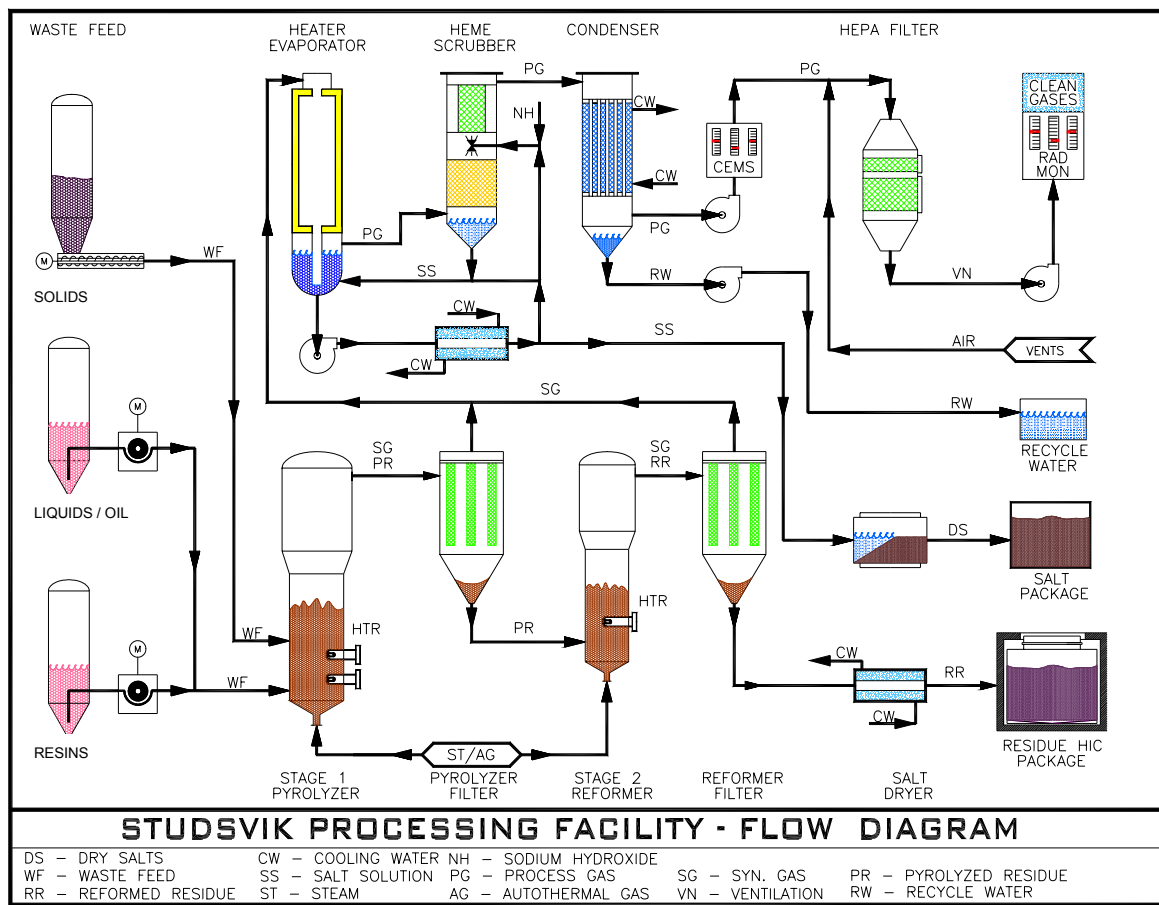 WASTE FEED
HEATER
EVAPORATOR
HEME
SCRUBBER
CONDENSER
HEPA FILTER
PG
PG
CLEAN
GASES
CW
NH
CEMS
RAD
MON
CW
PG
PG
WF
M
SS
RW
VN
SOLIDS
CW
SS
AIR
VENTS
CW
SG
RW
M
SG
PR
SG
RR
RECYCLE
WATER
LIQUIDS / OIL
DS
SALT
PACKAGE
HTR
HTR
WF
PR
M
CW
WF
RR
CW
RESINS
ST/AG
RESIDUE HIC
PACKAGE
STAGE 1
PYROLYZER
PYROLYZER
FILTER
STAGE 2
REFORMER
REFORMER
FILTER
SALT
DRYER
STUDSVIK PROCESSING FACILITY - FLOW DIAGRAM
DS - DRY SALTS CW - COOLING WATER NH - SODIUM HYDROXIDE
WF - WASTE FEED SS - SALT SOLUTION PG - PROCESS GAS SG - SYN. GAS PR - PYROLYZED RESIDUE
RR - REFORMED RESIDUE ST - STEAM AG - AUTOTHERMAL GAS VN - VENTILATION RW - RECYCLE WATER